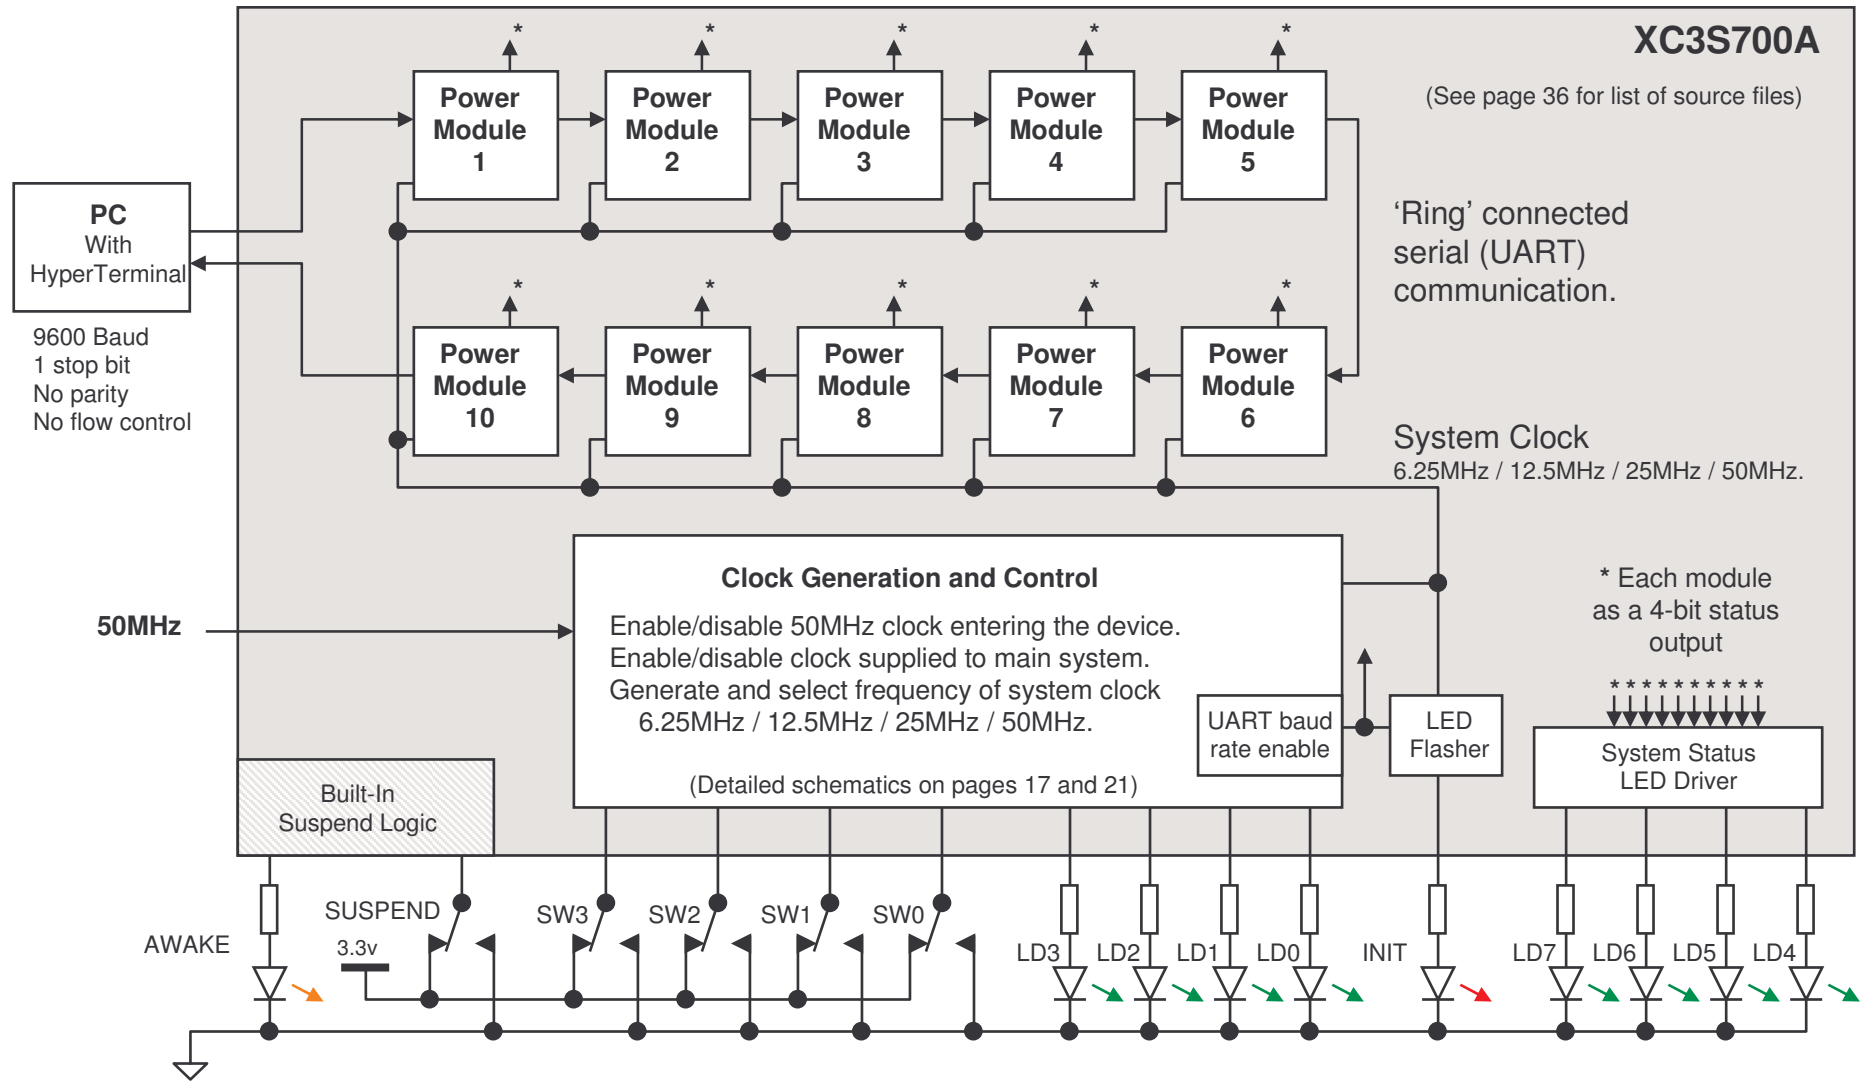 XC3S700A
(See page 36 for list of source files)
* * * * *
Power Module 1
Power Module 2
Power Module 3
Power Module 4
Power Module 5
PC
With
HyperTerminal
9600 Baud
1 stop bit
No parity
No flow control
‘Ring’ connected
serial (UART)
communication.
* * * * *
Power Module 10
Power Module 9
Power Module 8
Power Module 7
Power Module 6
System Clock
6.25MHz / 12.5MHz / 25MHz / 50MHz.
50MHz
Clock Generation and Control
Enable/disable 50MHz clock entering the device.
Enable/disable clock supplied to main system.
Generate and select frequency of system clock
6.25MHz / 12.5MHz / 25MHz / 50MHz.
(Detailed schematics on pages 17 and 21)
UART baud
rate enable
LED
Flasher
* Each module
as a 4-bit status
output
* * * * * * * * * *
System Status
LED Driver
Built-In
Suspend Logic
AWAKE
SUSPEND
3.3v
SW3
SW2
SW1
SW0
LD3
LD2
LD1
LD0
INIT
LD7
LD6
LD5
LD4